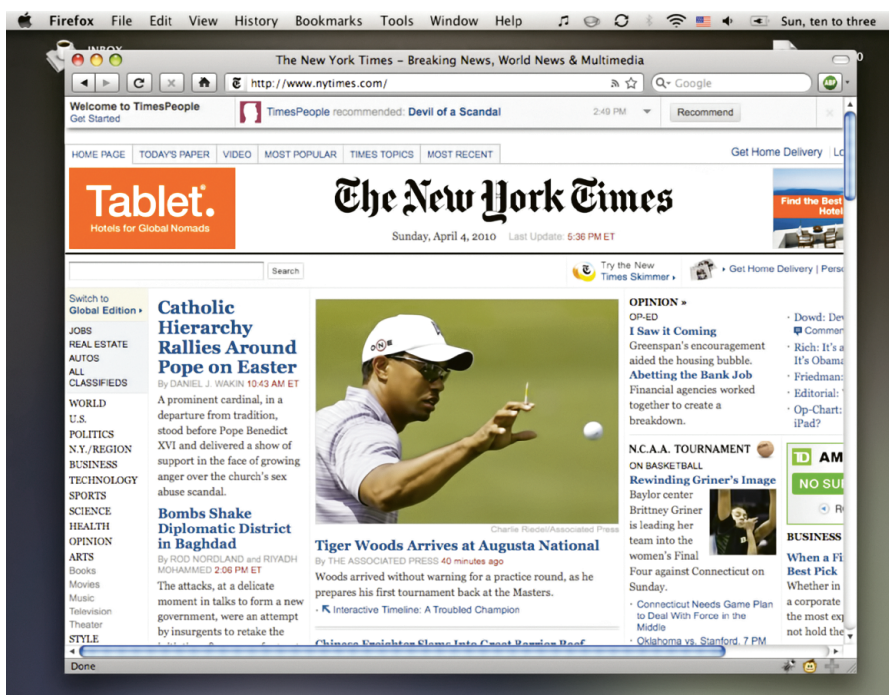 Firefox File Edit View History Bookmarks Tools Window Help Sun, ten to three
INBOX
The New York Times – Breaking News, World News & Multimedia
http://www.nytimes.com/ Google ABP
Welcome to TimesPeople
Get Started
TimesPeople recommended: Devil of a Scandal 2:49 PM Recommend
HOME PAGE TODAY'S PAPER VIDEO MOST POPULAR TIMES TOPICS MOST RECENT
Get Home Delivery
Tablet.
Hotels for Global Nomads
The New York Times
Sunday, April 4, 2010 Last Update: 5:36 PM ET
Find the Best
Hotel
Search
Try the New
Times Skimmer
Get Home Delivery | Perso
Switch to
Global Edition
JOBS
REAL ESTATE
AUTOS
ALL
CLASSIFIEDS
WORLD
U.S.
POLITICS
N.Y./REGION
BUSINESS
TECHNOLOGY
SPORTS
SCIENCE
HEALTH
OPINION
ARTS
Books
Movies
Music
Television
Theater
STYLE
Catholic
Hierarchy
Rallies Around
Pope on Easter
By DANIEL J. WAKIN 10:43 AM ET
A prominent cardinal, in a
departure from tradition,
stood before Pope Benedict
XVI and delivered a show of
support in the face of growing
anger over the church's sex
abuse scandal.
Bombs Shake
Diplomatic District
in Baghdad
By ROD NORDLAND and RIYADH
MOHAMMED 2:06 PM ET
The attacks, at a delicate
moment in talks to form a new
government, were an attempt
by insurgents to retake the
Charlie Riedel/Associated Press
Tiger Woods Arrives at Augusta National
By THE ASSOCIATED PRESS 40 minutes ago
Woods arrived without warning for a practice round, as he
prepares his first tournament back at the Masters.
Interactive Timeline: A Troubled Champion
Chinese Freighter Slams Into Great Barrier Reef
OPINION »
OP-ED
I Saw it Coming
Greenspan's encouragement
aided the housing bubble.
Abetting the Bank Job
Financial agencies worked
together to create a
breakdown.
· Dowd: De
Commen
· Rich: It's a
It's Obama
· Friedman:
· Editorial:
· Op-Chart:
iPad?
N.C.A.A. TOURNAMENT
ON BASKETBALL
Rewinding Griner's Image
Baylor center
Brittney Griner
is leading her
team into the
women's Final
Four against Connecticut on
Sunday.
· Connecticut Needs Game Plan
to Deal With Force in the
Middle
· Oklahoma vs. Stanford, 7 PM
TD AM
NO SU
BUSINESS
When a Fi
Best Pick
Whether in
a corporate
the most exp
not hold the
Done